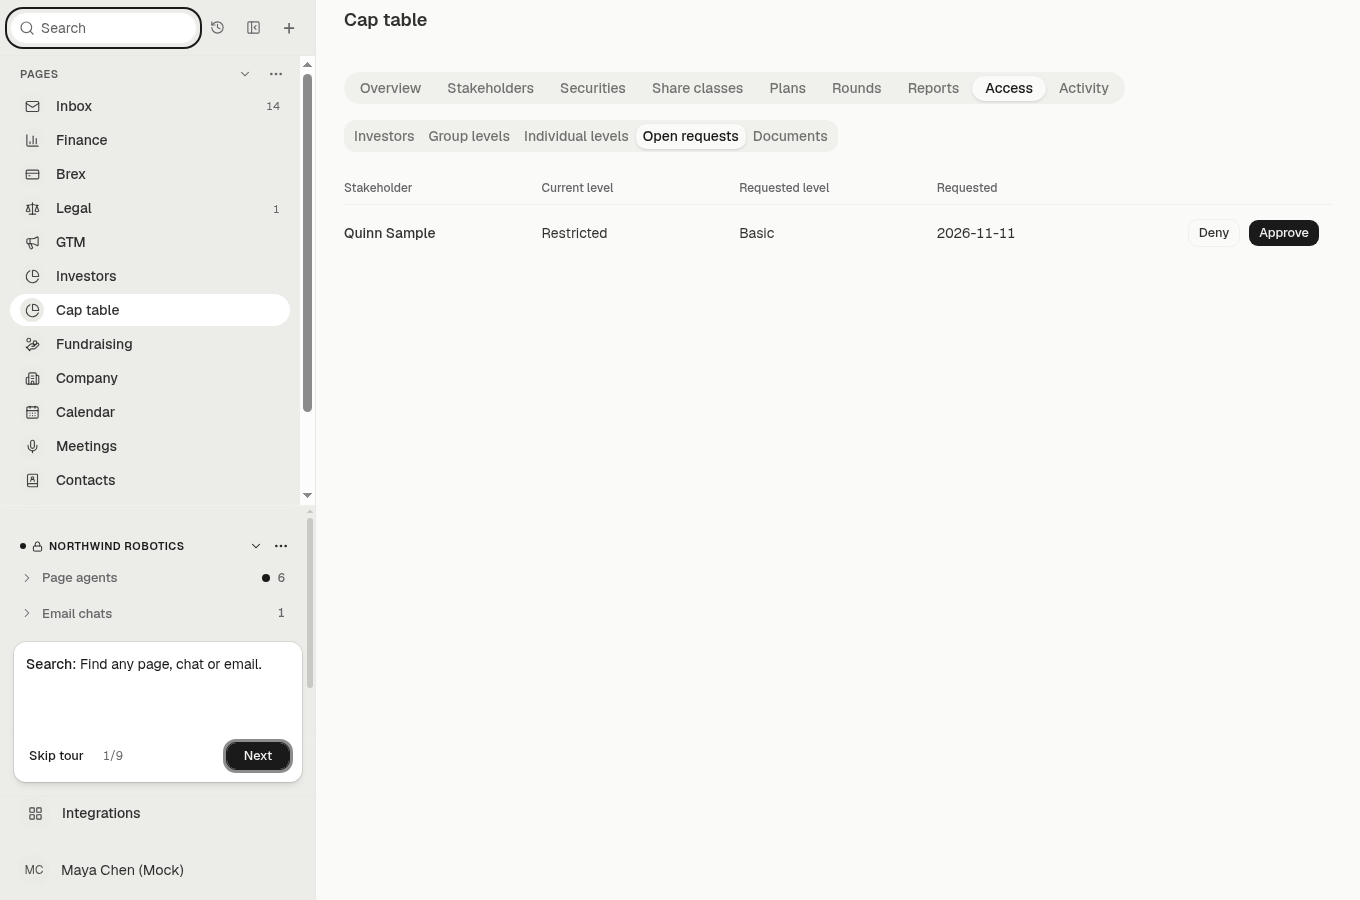 Search
PAGES
Inbox 14
Finance
Brex
Legal 1
GTM
Investors
Cap table
Fundraising
Company
Calendar
Meetings
Contacts
NORTHWIND ROBOTICS
Page agents 6
Email chats 1
Search: Find any page, chat or email.
Skip tour 1/9 Next
Integrations
MC Maya Chen (Mock)
Cap table
Overview Stakeholders Securities Share classes Plans Rounds Reports Access Activity
Investors Group levels Individual levels Open requests Documents
Stakeholder Current level Requested level Requested
Quinn Sample Restricted Basic 2026-11-11 Deny Approve